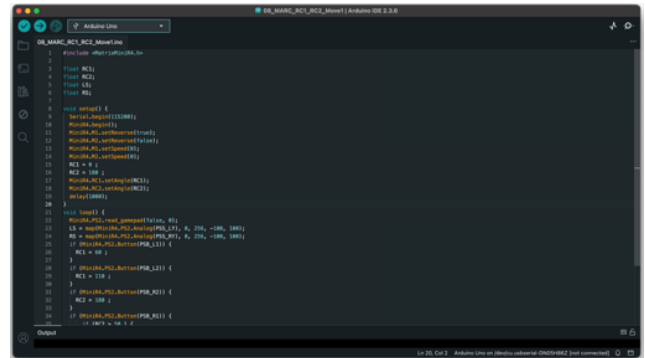 08_MARC_RC1_RC2_Move1 | Arduino IDE 2.3.6
Arduino Uno
08_MARC_RC1_RC2_Move1.ino
1 #include <MatrixMiniR4.h>
2
3 float RC1;
4 float RC2;
5 float LS;
6 float RS;
7
8 void setup() {
9 Serial.begin(115200);
10 MiniR4.begin();
11 MiniR4.M1.setReverse(true);
12 MiniR4.M2.setReverse(false);
13 MiniR4.M1.setSpeed(0);
14 MiniR4.M2.setSpeed(0);
15 RC1 = 0 ;
16 RC2 = 180 ;
17 MiniR4.RC1.setAngle(RC1);
18 MiniR4.RC2.setAngle(RC2);
19 delay(1000);
20 }
21 void loop() {
22 MiniR4.PS2.read_gamepad(false, 0);
23 LS = map(MiniR4.PS2.Analog(PSS_LY), 0, 256, -100, 100);
24 RS = map(MiniR4.PS2.Analog(PSS_RY), 0, 256, -100, 100);
25 if (MiniR4.PS2.Button(PSB_L1)) {
26 RC1 = 60 ;
27 }
28 if (MiniR4.PS2.Button(PSB_L2)) {
29 RC1 = 110 ;
30 }
31 if (MiniR4.PS2.Button(PSB_R2)) {
32 RC2 = 180 ;
33 }
34 if (MiniR4.PS2.Button(PSB_R1)) {
Output
Ln 20, Col 2 Arduino Uno on [not connected]